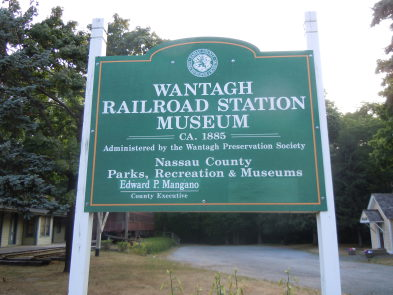 WANTAGH
RAILROAD STATION
MUSEUM
CA. 1885
Administered by the Wantagh Preservation Society
Nassau County
Parks, Recreation & Museums
Edward P. Mangano
County Executive